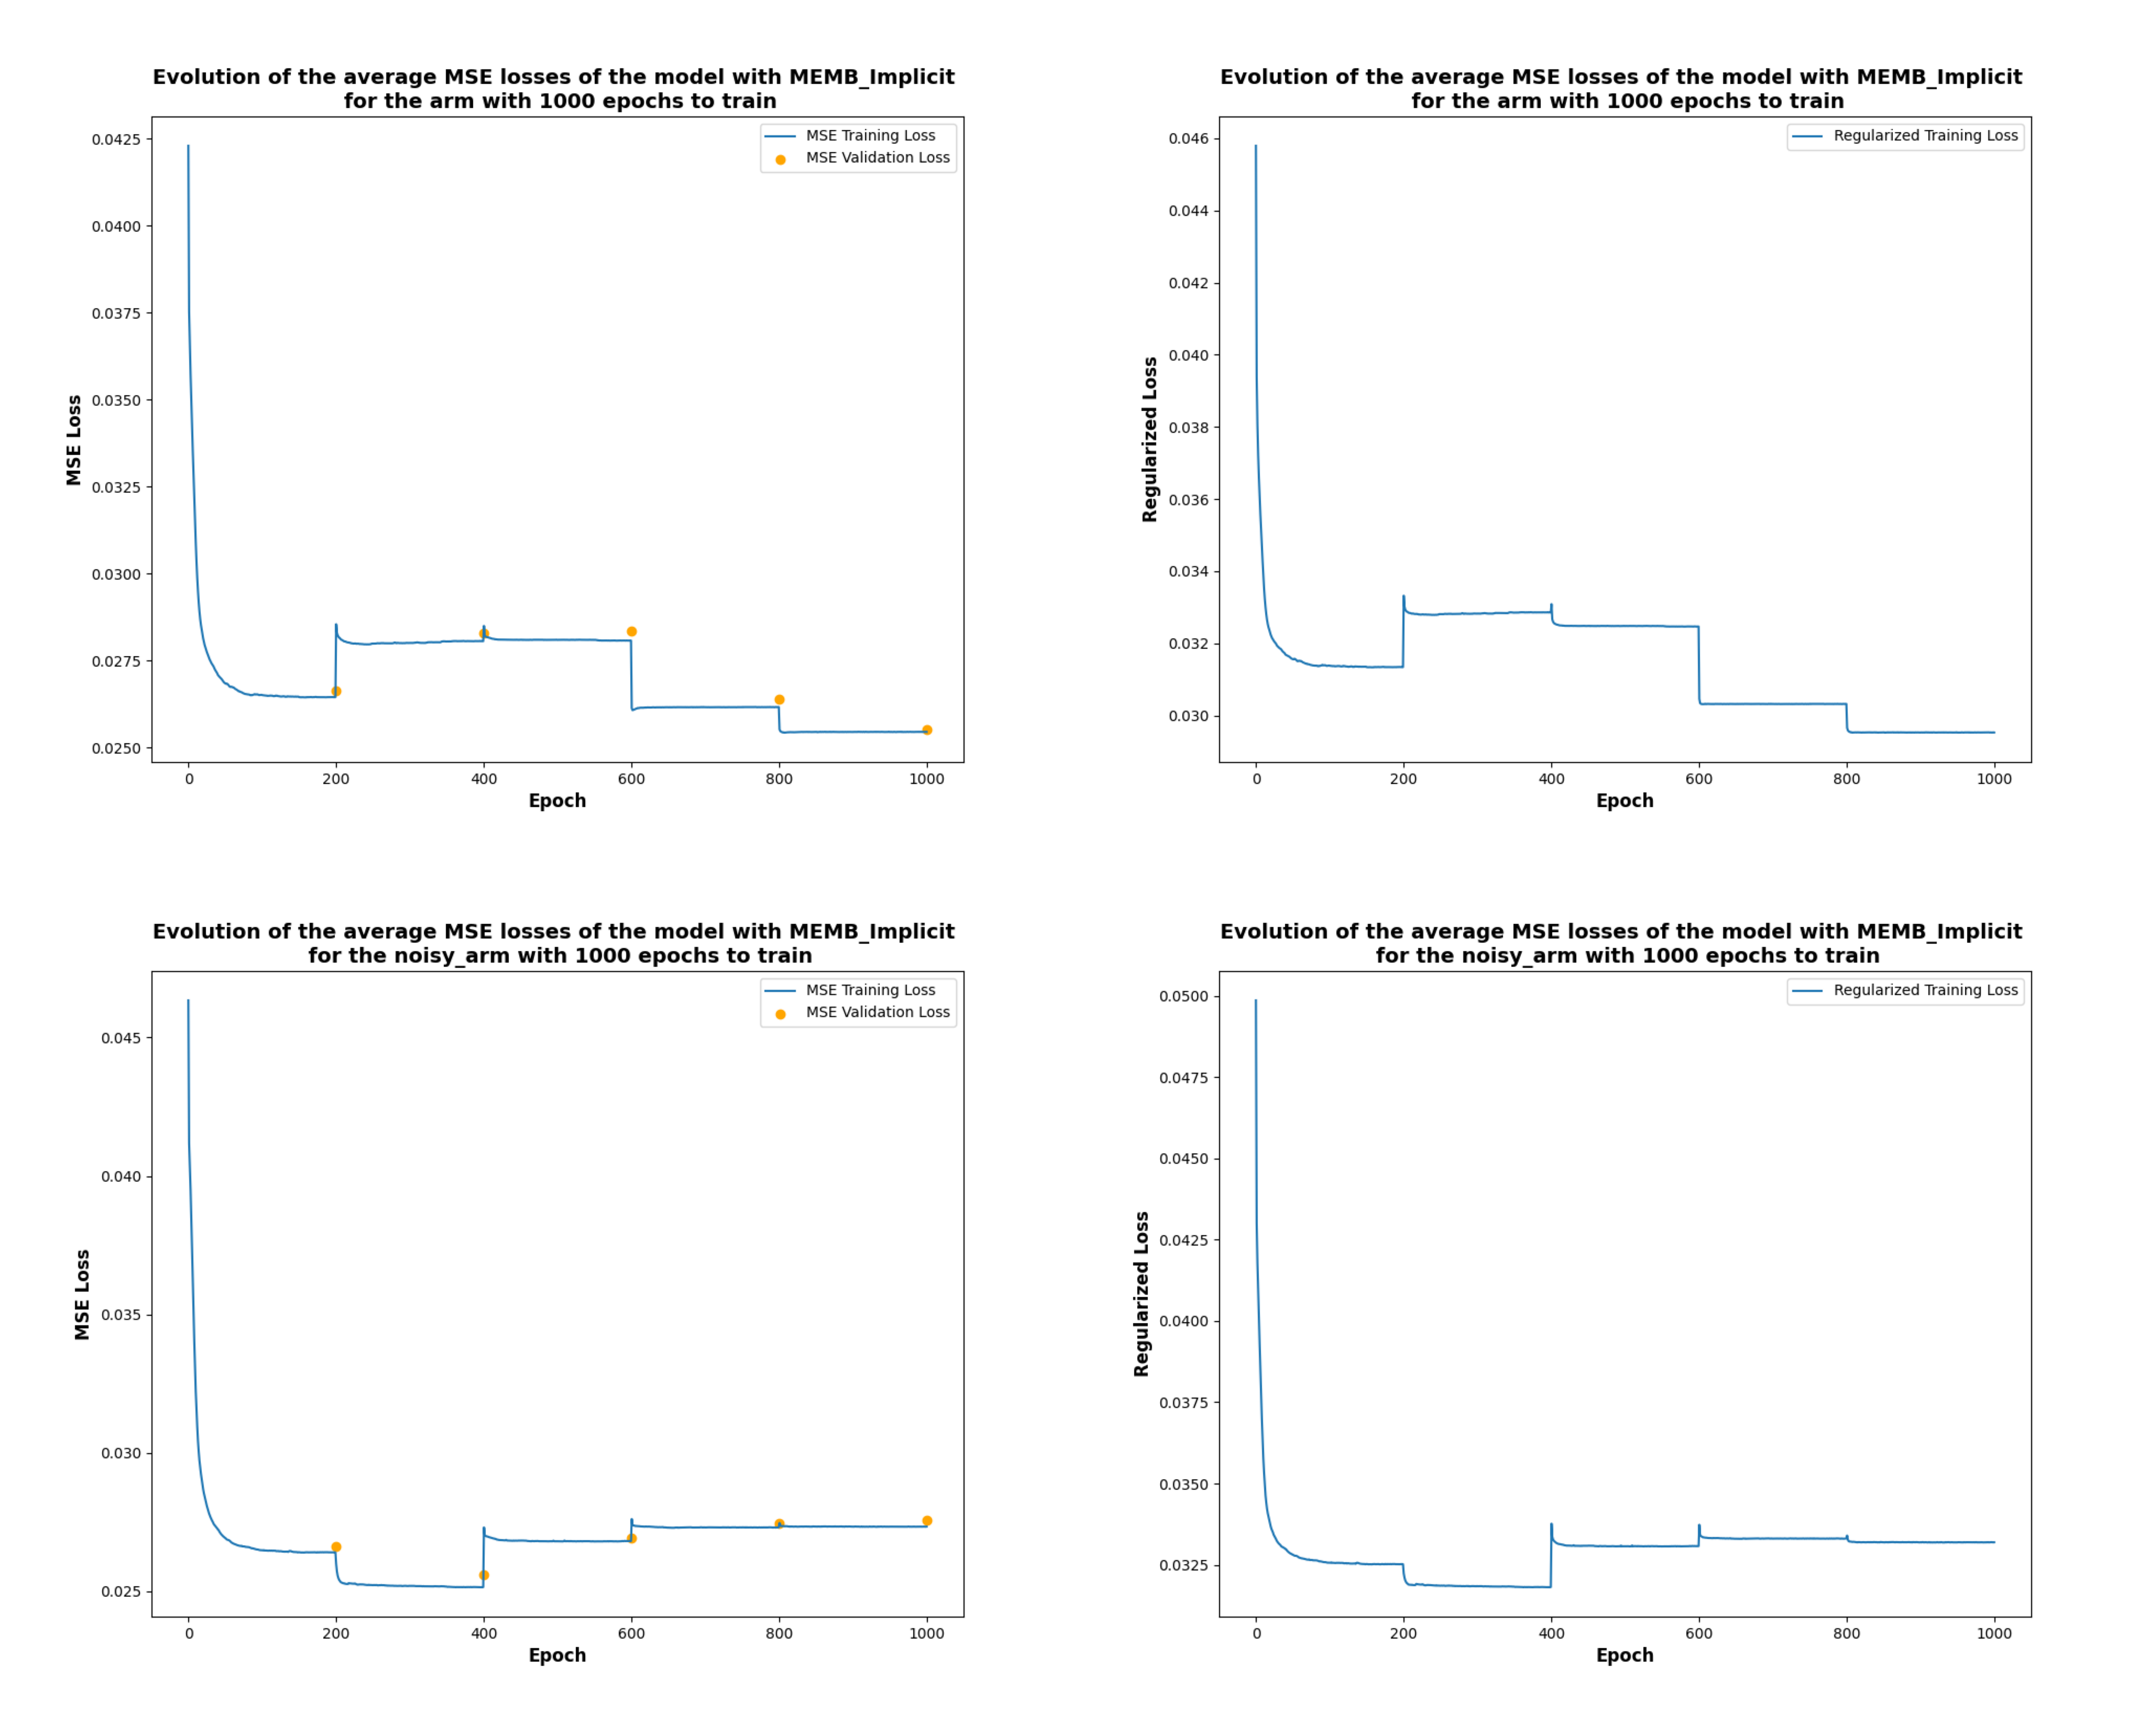 Evolution of the average MSE losses of the model with MEMB_Implicit
for the arm with 1000 epochs to train
MSE Training Loss
MSE Validation Loss
0.0425
0.0400
0.0375
0.0350
0.0325
0.0300
0.0275
0.0250
MSE Loss
0 200 400 600 800 1000
Epoch
Evolution of the average MSE losses of the model with MEMB_Implicit
for the arm with 1000 epochs to train
Regularized Training Loss
0.046
0.044
0.042
0.040
0.038
0.036
0.034
0.032
0.030
Regularized Loss
0 200 400 600 800 1000
Epoch
Evolution of the average MSE losses of the model with MEMB_Implicit
for the noisy_arm with 1000 epochs to train
MSE Training Loss
MSE Validation Loss
0.045
0.040
0.035
0.030
0.025
MSE Loss
0 200 400 600 800 1000
Epoch
Evolution of the average MSE losses of the model with MEMB_Implicit
for the noisy_arm with 1000 epochs to train
Regularized Training Loss
0.0500
0.0475
0.0450
0.0425
0.0400
0.0375
0.0350
0.0325
Regularized Loss
0 200 400 600 800 1000
Epoch